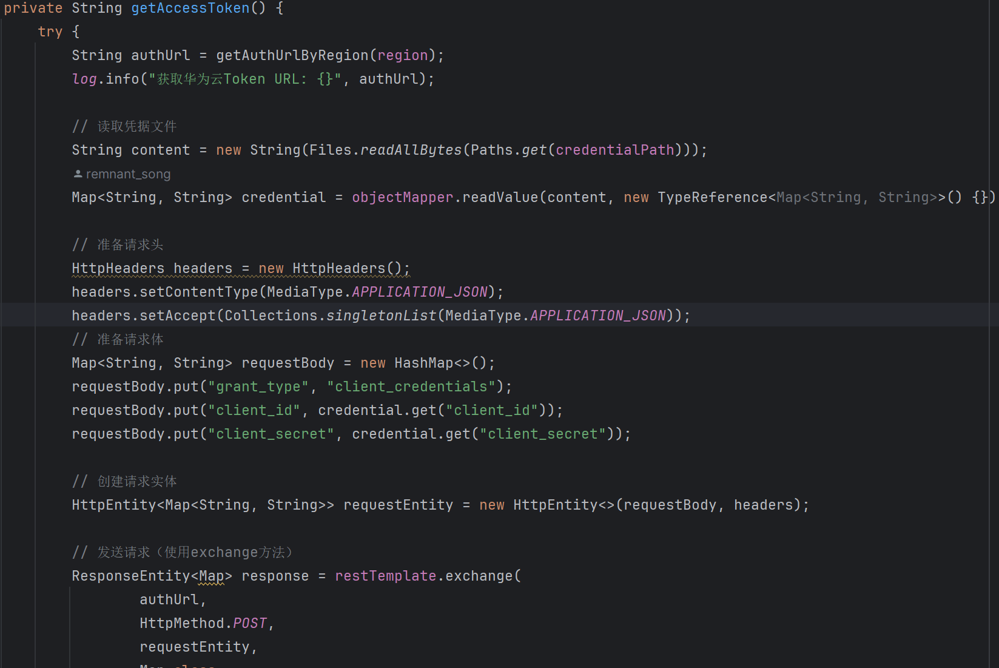 private String getAccessToken() {
try {
String authUrl = getAuthUrlByRegion(region);
log.info("获取华为云Token URL: {}", authUrl);
// 读取凭据文件
String content = new String(Files.readAllBytes(Paths.get(credentialPath)));
remnant_song
Map<String, String> credential = objectMapper.readValue(content, new TypeReference<Map<String, String>>() {})
// 准备请求头
HttpHeaders headers = new HttpHeaders();
headers.setContentType(MediaType.APPLICATION_JSON);
headers.setAccept(Collections.singletonList(MediaType.APPLICATION_JSON));
// 准备请求体
Map<String, String> requestBody = new HashMap<>();
requestBody.put("grant_type", "client_credentials");
requestBody.put("client_id", credential.get("client_id"));
requestBody.put("client_secret", credential.get("client_secret"));
// 创建请求实体
HttpEntity<Map<String, String>> requestEntity = new HttpEntity<>(requestBody, headers);
// 发送请求（使用exchange方法）
ResponseEntity<Map> response = restTemplate.exchange(
authUrl,
HttpMethod.POST,
requestEntity,